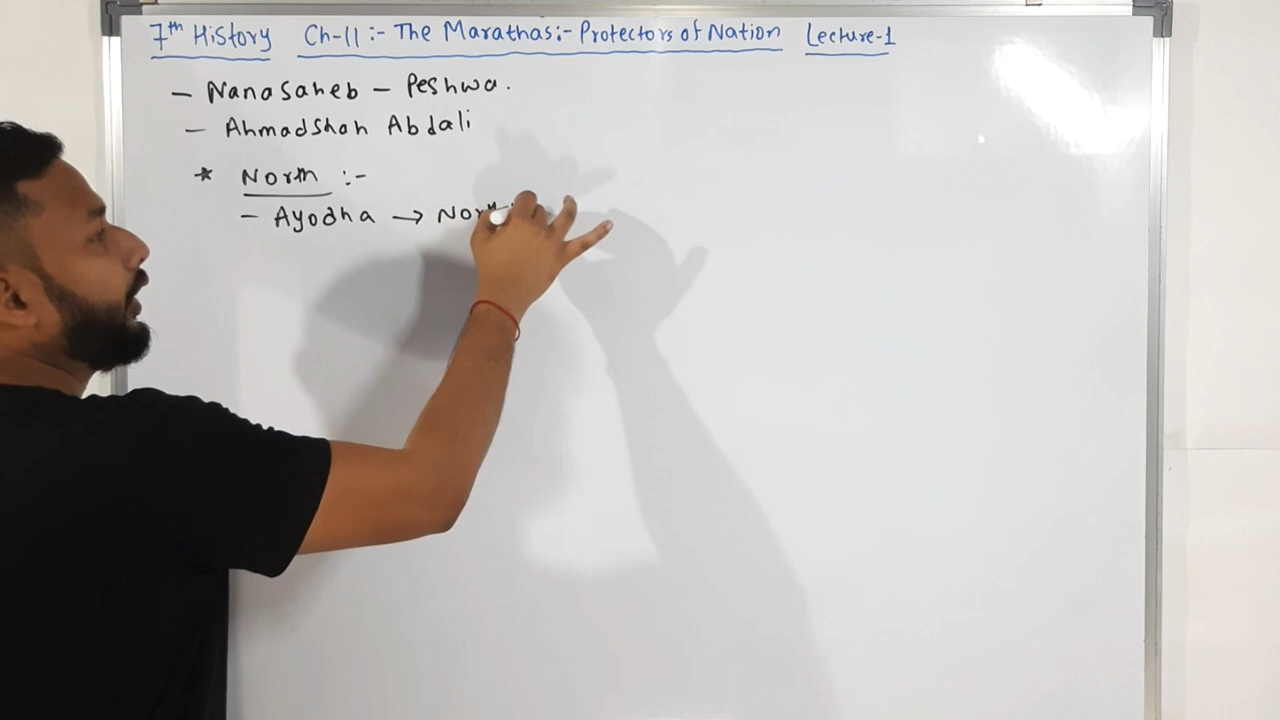 7th History Ch-11 :- The Marathas:- Protectors of Nation Lecture-1
- Nanasaheb - Peshwa.
- Ahmadshah Abdali
* North :-
- Ayodha →